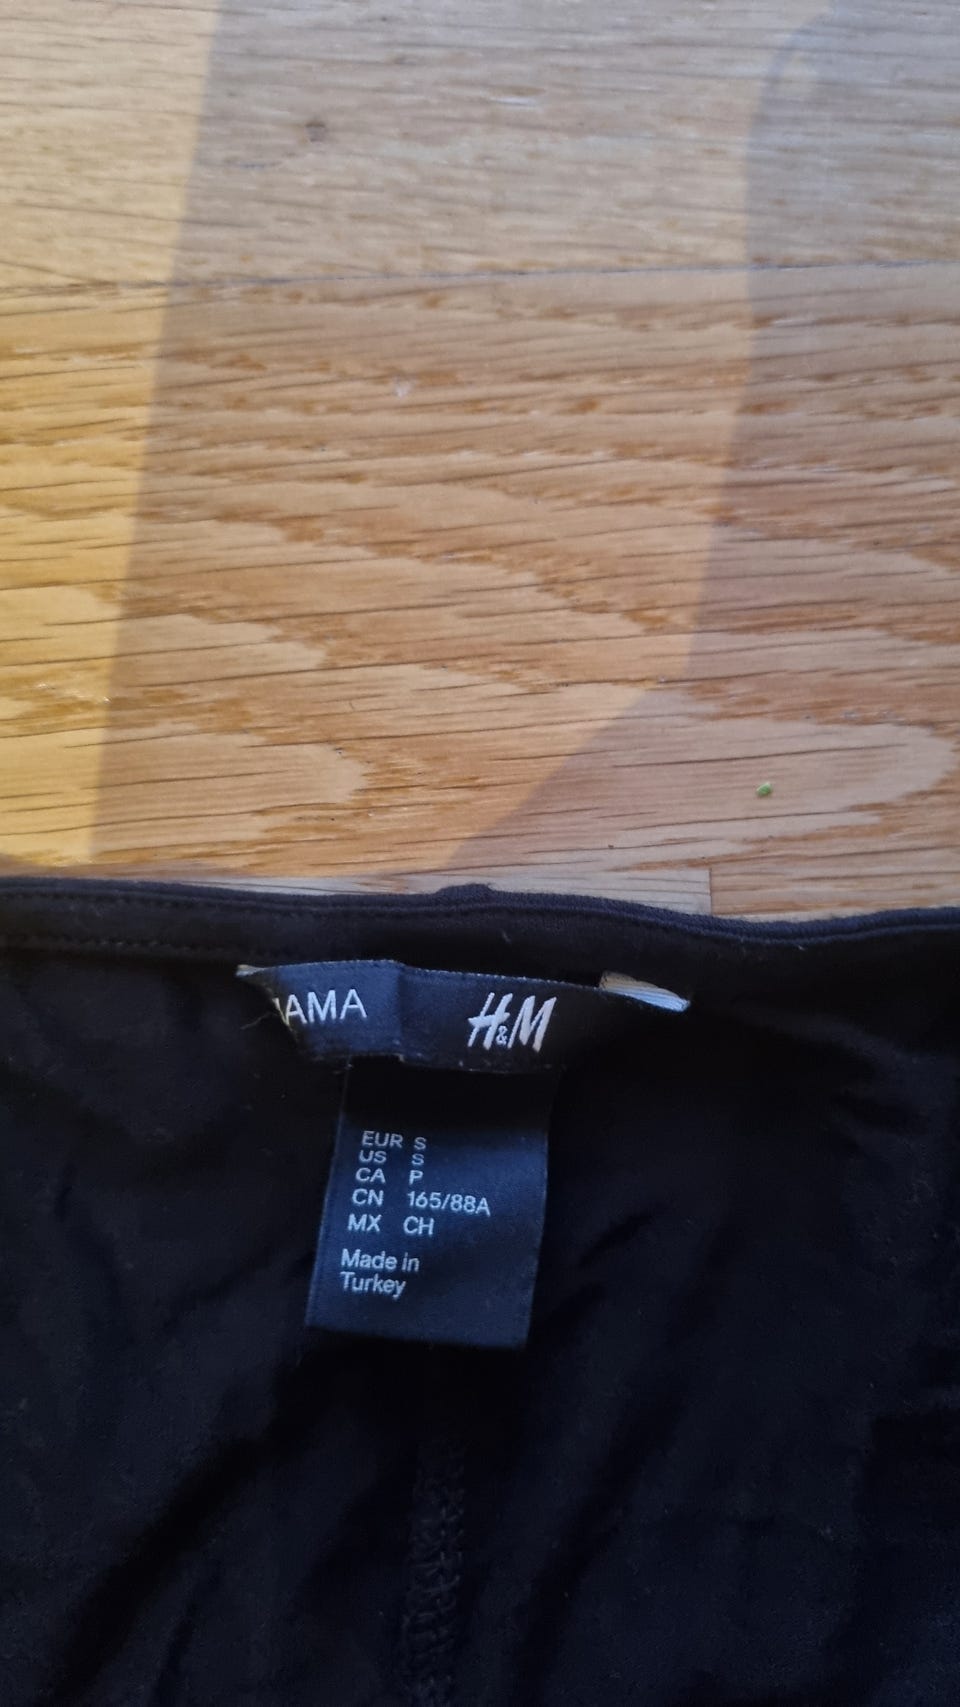 AMA H&M
EUR S
US S
CA P
CN 165/88A
MX CH
Made in
Turkey